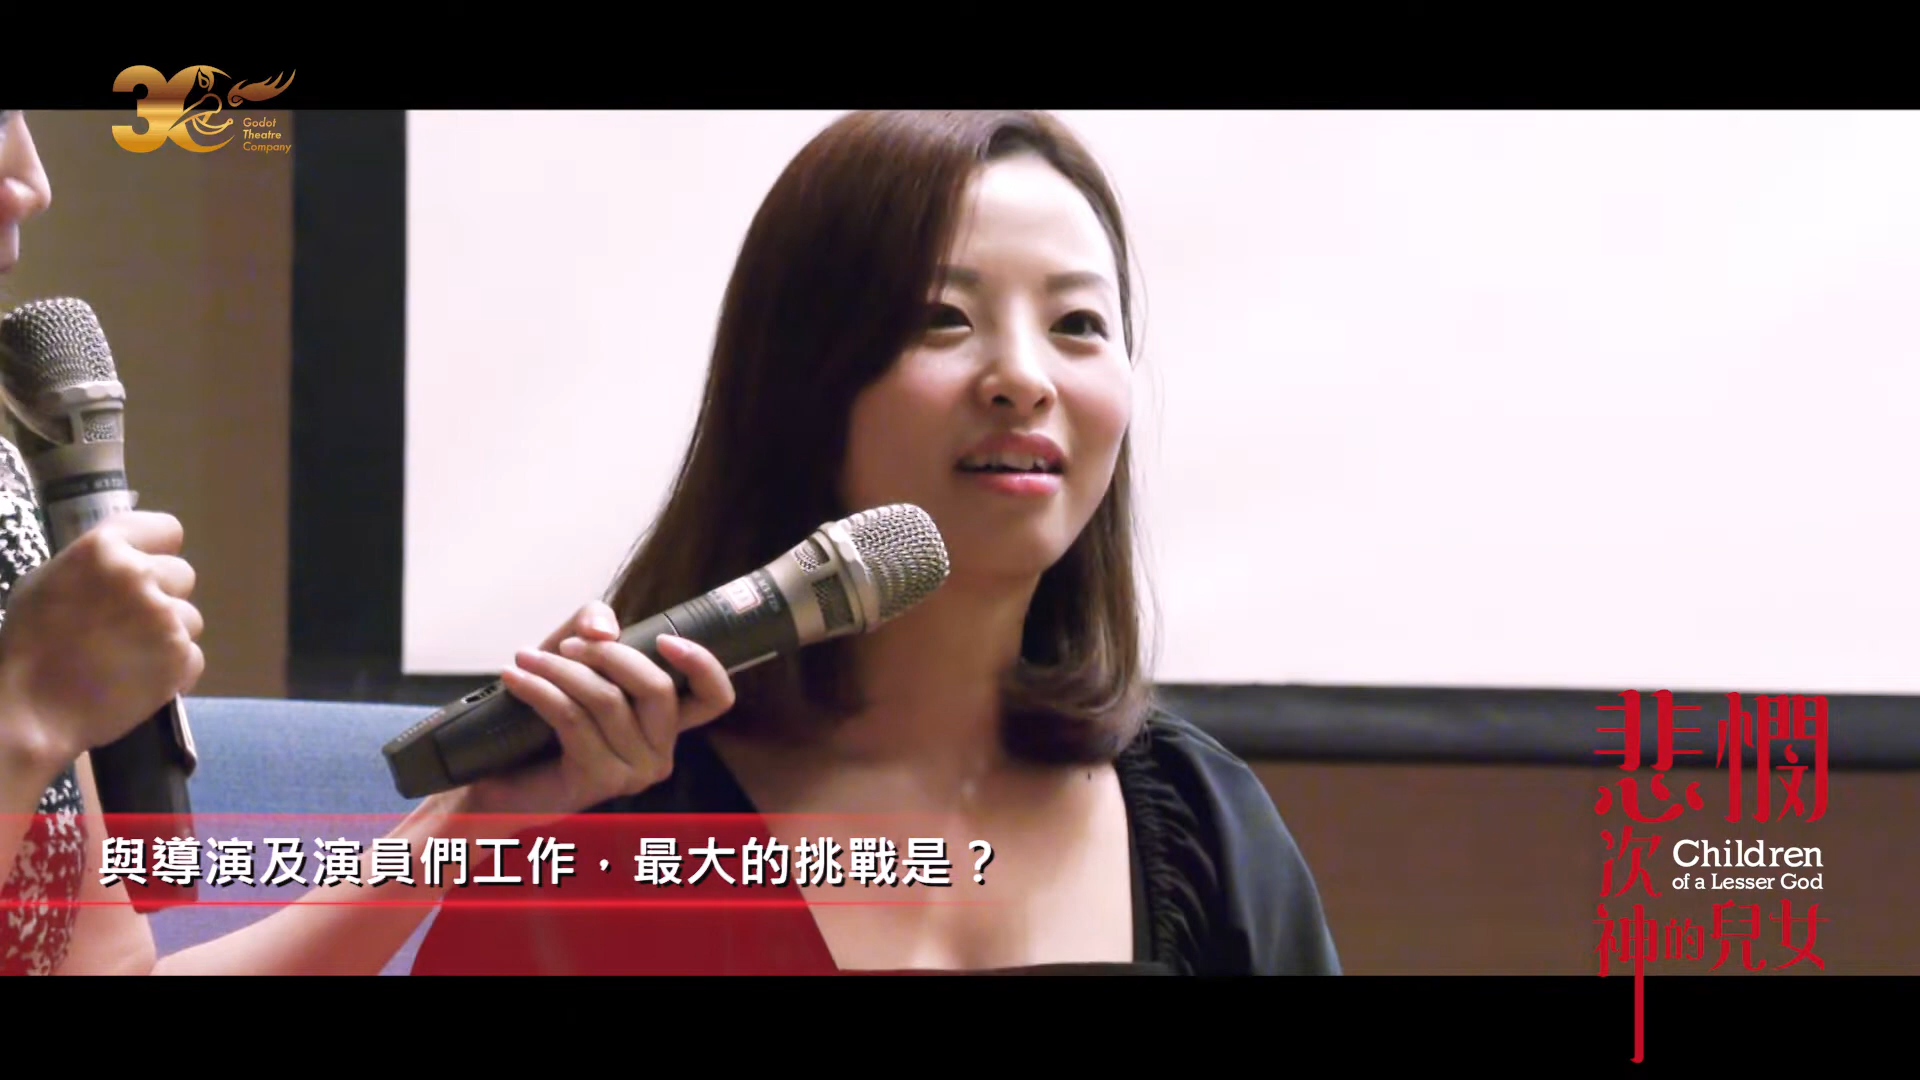 30
Godot
Theatre
Company
與導演及演員們工作，最大的挑戰是？
悲憫
次
Children
of a Lesser God
神的兒女